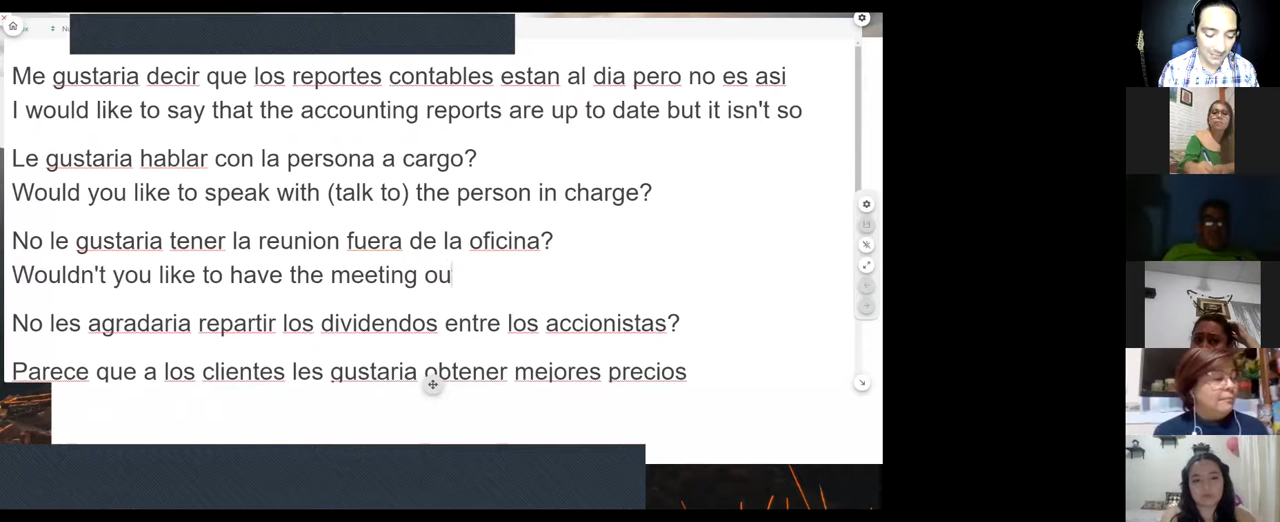 Me gustaria decir que los reportes contables estan al dia pero no es asi
I would like to say that the accounting reports are up to date but it isn't so
Le gustaria hablar con la persona a cargo?
Would you like to speak with (talk to) the person in charge?
No le gustaria tener la reunion fuera de la oficina?
Wouldn't you like to have the meeting ou
No les agradaria repartir los dividendos entre los accionistas?
Parece que a los clientes les gustaria obtener mejores precios